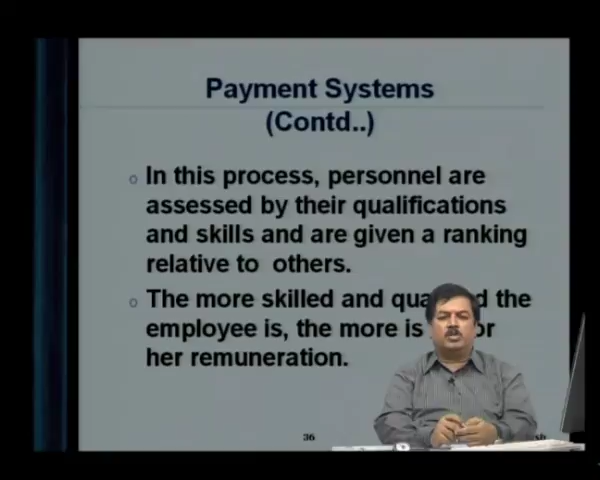 Payment Systems
(Contd..)
o In this process, personnel are
assessed by their qualifications
and skills and are given a ranking
relative to others.
o The more skilled and the
employee is, the more is
her remuneration.
36